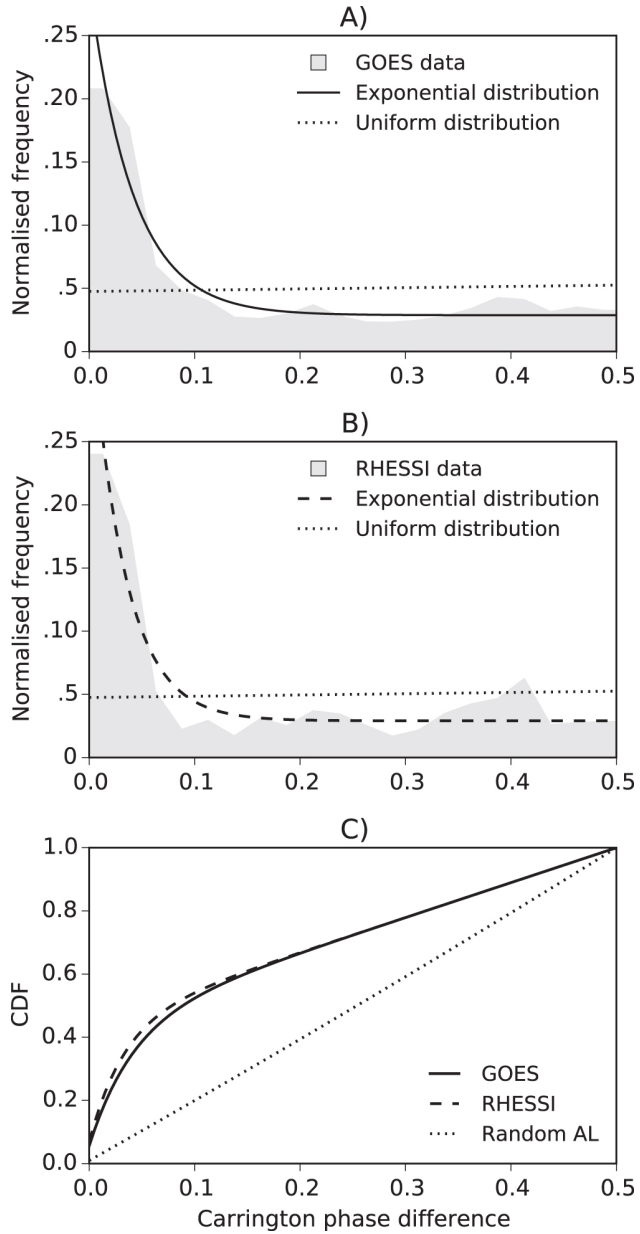 A)
.25
.20
.15
.10
.5
0
Normalised frequency
GOES data
Exponential distribution
Uniform distribution
0.0 0.1 0.2 0.3 0.4 0.5
B)
.25
.20
.15
.10
.5
0
Normalised frequency
RHESSI data
Exponential distribution
Uniform distribution
0.0 0.1 0.2 0.3 0.4 0.5
C)
1.0
0.8
0.6
0.4
0.2
0.0
CDF
GOES
RHESSI
Random AL
0.0 0.1 0.2 0.3 0.4 0.5
Carrington phase difference